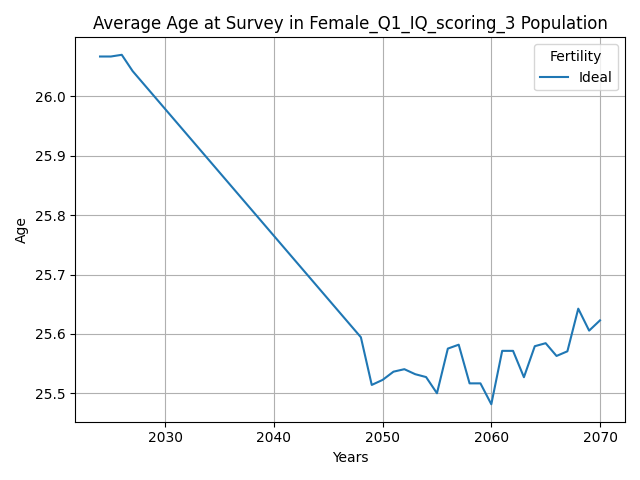 Average Age at Survey in Female_Q1_IQ_scoring_3 Population
Fertility
Ideal
26.0
25.9
25.8
25.7
25.6
25.5
Age
2030
2040
2050
2060
2070
Years